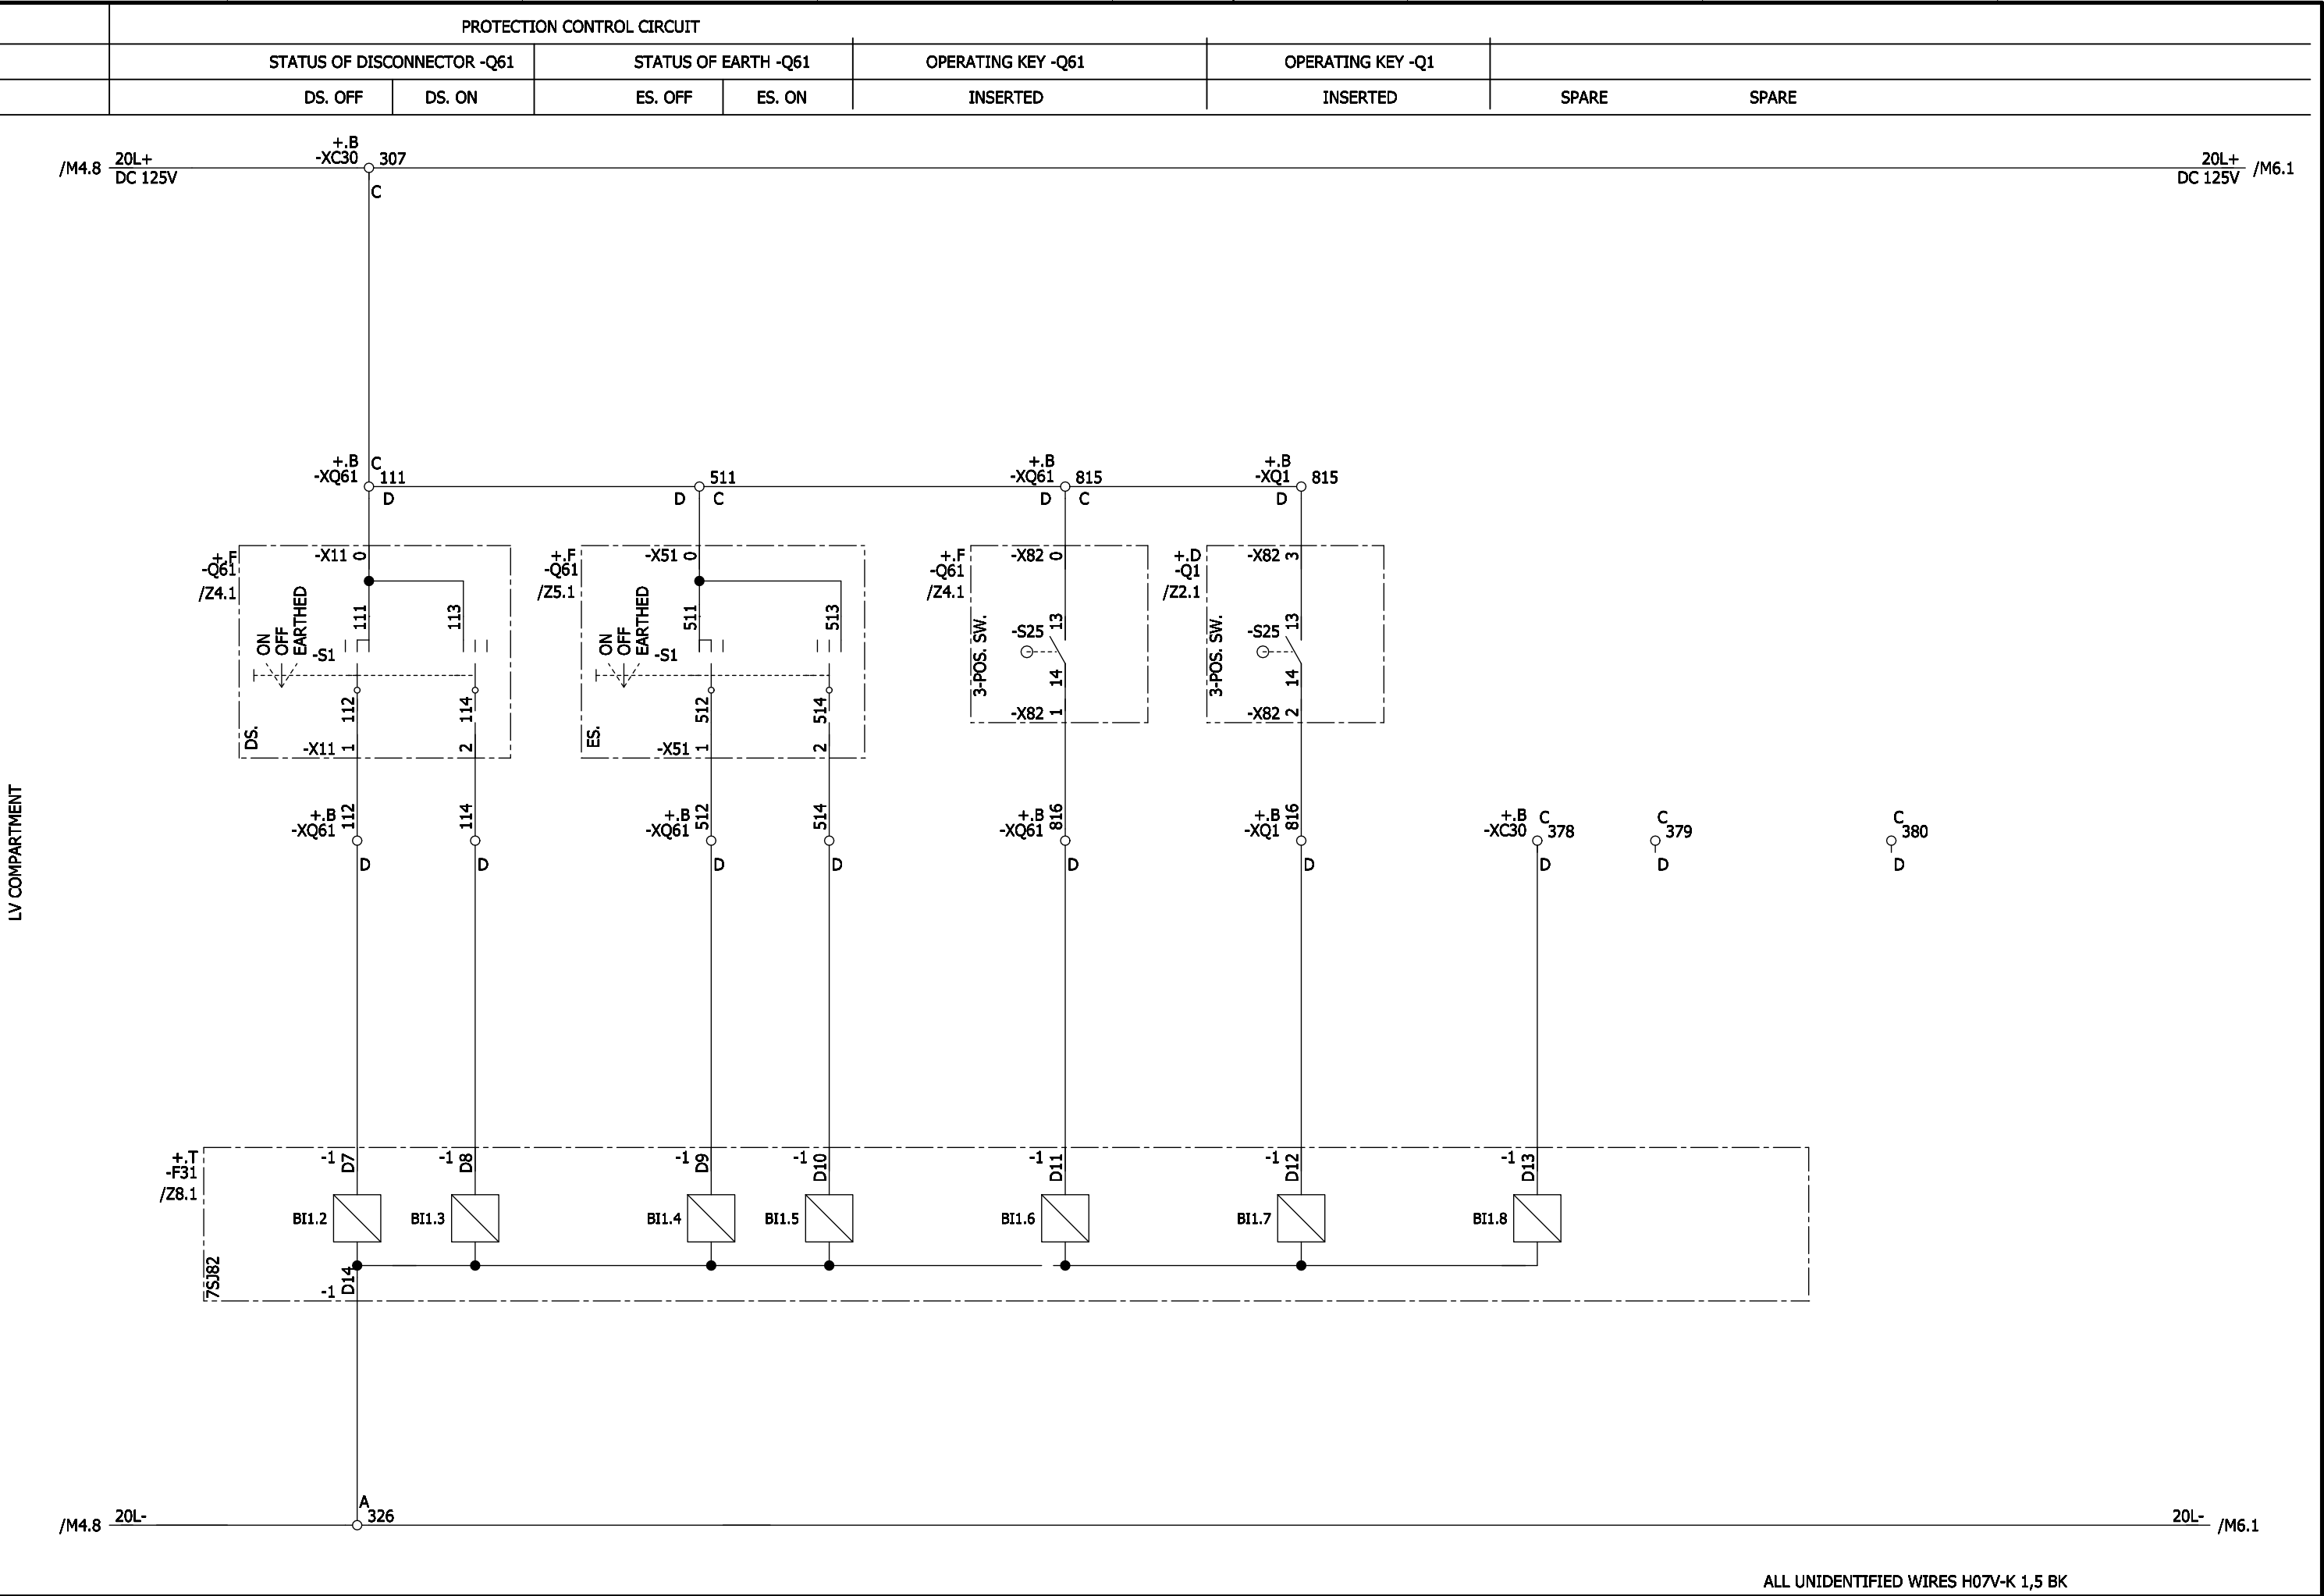 PROTECTION CONTROL CIRCUIT
STATUS OF DISCONNECTOR -Q61 STATUS OF EARTH -Q61 OPERATING KEY -Q61 OPERATING KEY -Q1
DS. OFF DS. ON ES. OFF ES. ON INSERTED INSERTED SPARE SPARE
+.B
-XC30 307
/M4.8 20L+ 20L+ /M6.1
DC 125V DC 125V
C
+.B C +.B +.B
-XQ61 111 511 -XQ61 815 -XQ1 815
D D C D C D
+.F -X11 0 +.F -X51 0 +.F -X82 0 +.D -X82 3
-Q61 -Q61 -Q61 -Q1
/Z4.1 /Z5.1 /Z4.1 /Z2.1
ON OFF EARTHED 111 113 ON OFF EARTHED 511 513 13 13
-S1 -S1 3-POS. SW. -S25 3-POS. SW. -S25
112 114 512 514 14 14
-X82 1 -X82 2
DS. -X11 1 2 ES. -X51 1 2
LV COMPARTMENT
+.B 112 114 +.B 512 514 +.B 816 +.B 816 +.B C C C
-XQ61 -XQ61 -XQ61 -XQ1 -XC30 378 379 380
D D D D D D D D D
+.T -1 D7 -1 D8 -1 D9 -1 D10 -1 D11 -1 D12 -1 D13
-F31
/Z8.1
BI1.2 BI1.3 BI1.4 BI1.5 BI1.6 BI1.7 BI1.8
7SJ82 -1 D14
A
326
/M4.8 20L- 20L- /M6.1
ALL UNIDENTIFIED WIRES H07V-K 1,5 BK